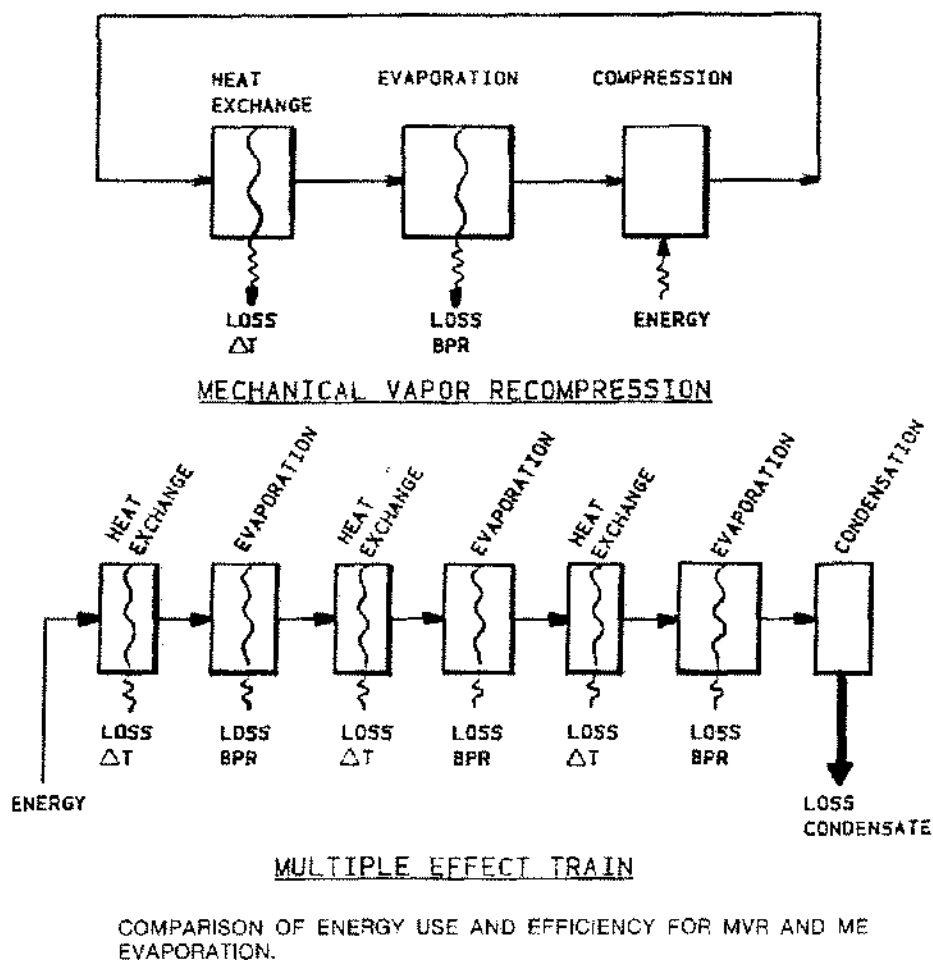 HEAT
EXCHANGE
EVAPORATION
COMPRESSION
LOSS
ΔT
LOSS
BPR
ENERGY
MECHANICAL VAPOR RECOMPRESSION
HEAT
EXCHANGE
EVAPORATION
HEAT
EXCHANGE
EVAPORATION
HEAT
EXCHANGE
EVAPORATION
CONDENSATION
LOSS
ΔT
LOSS
BPR
LOSS
ΔT
LOSS
BPR
LOSS
ΔT
LOSS
BPR
ENERGY
LOSS
CONDENSATE
MULTIPLE EFFECT TRAIN
COMPARISON OF ENERGY USE AND EFFICIENCY FOR MVR AND ME
EVAPORATION.